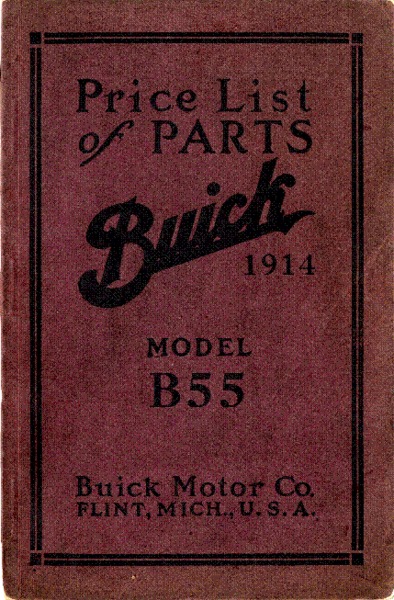 Price List
of PARTS
Buick
1914
MODEL
B55
Buick Motor Co.
FLINT, MICH., U.S.A.